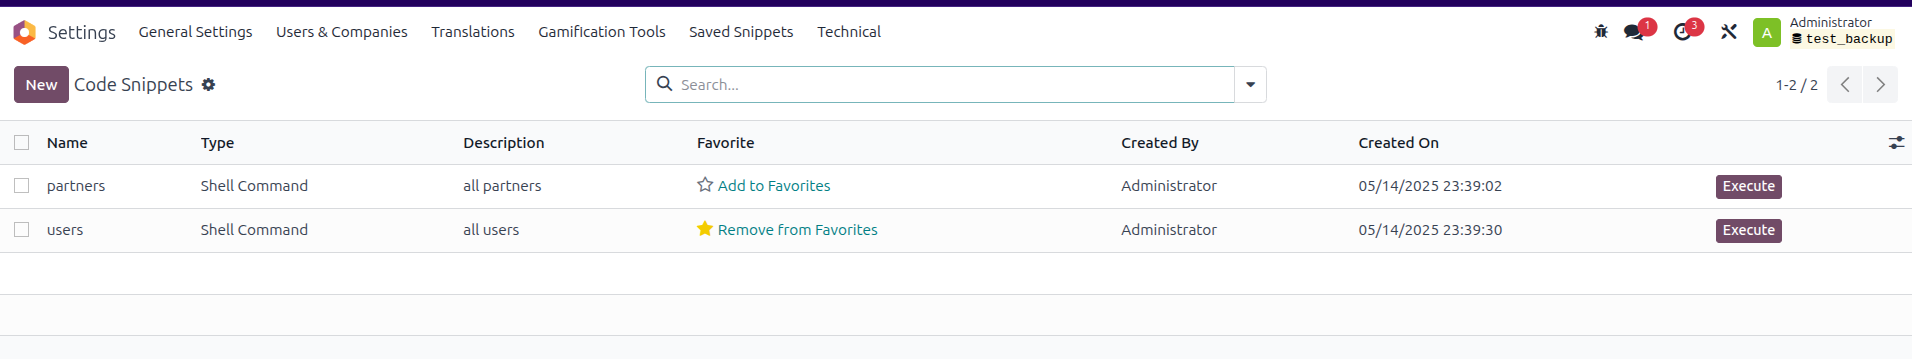 Settings General Settings Users & Companies Translations Gamification Tools Saved Snippets Technical 1 3 A Administrator
test_backup
New Code Snippets Search... 1-2 / 2
Name Type Description Favorite Created By Created On
partners Shell Command all partners Add to Favorites Administrator 05/14/2025 23:39:02 Execute
users Shell Command all users Remove from Favorites Administrator 05/14/2025 23:39:30 Execute